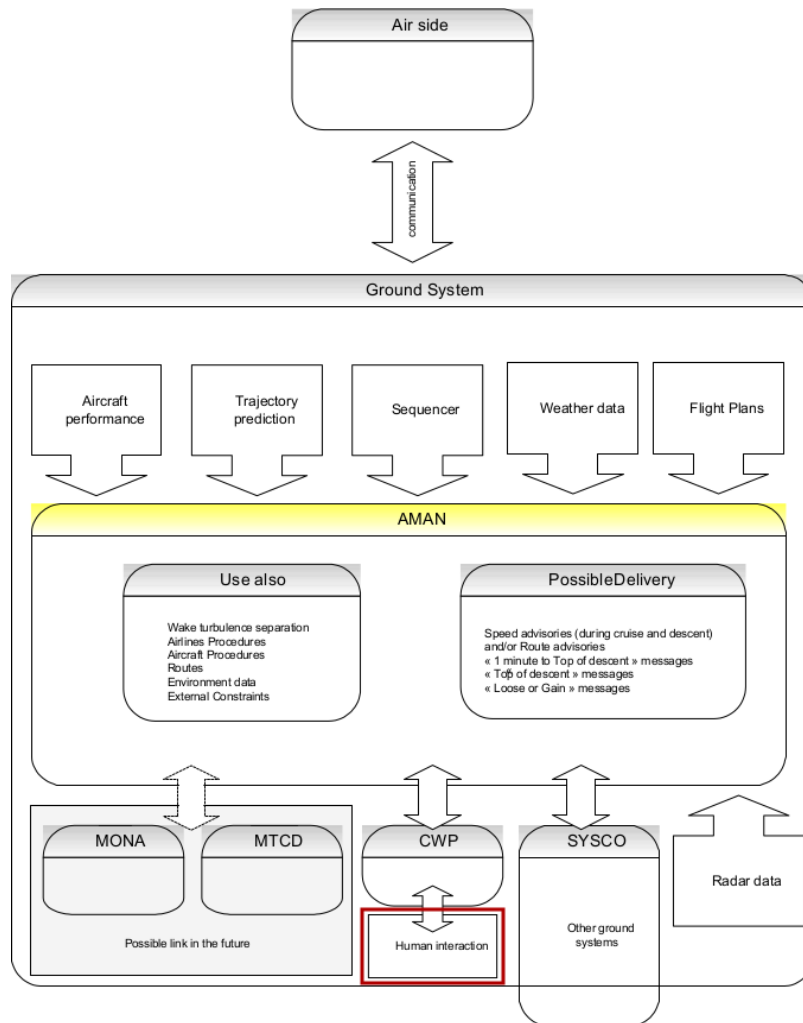 Air side
communication
Ground System
Aircraft
performance
Trajectory
prediction
Sequencer
Weather data
Flight Plans
AMAN
Use also
Wake turbulence separation
Airlines Procedures
Aircraft Procedures
Routes
Environment data
External Constraints
PossibleDelivery
Speed advisories (during cruise and descent)
and/or Route advisories
« 1 minute to Top of descent » messages
« Top of descent » messages
« Loose or Gain » messages
MONA
MTCD
Possible link in the future
CWP
Human interaction
SYSCO
Other ground
systems
Radar data